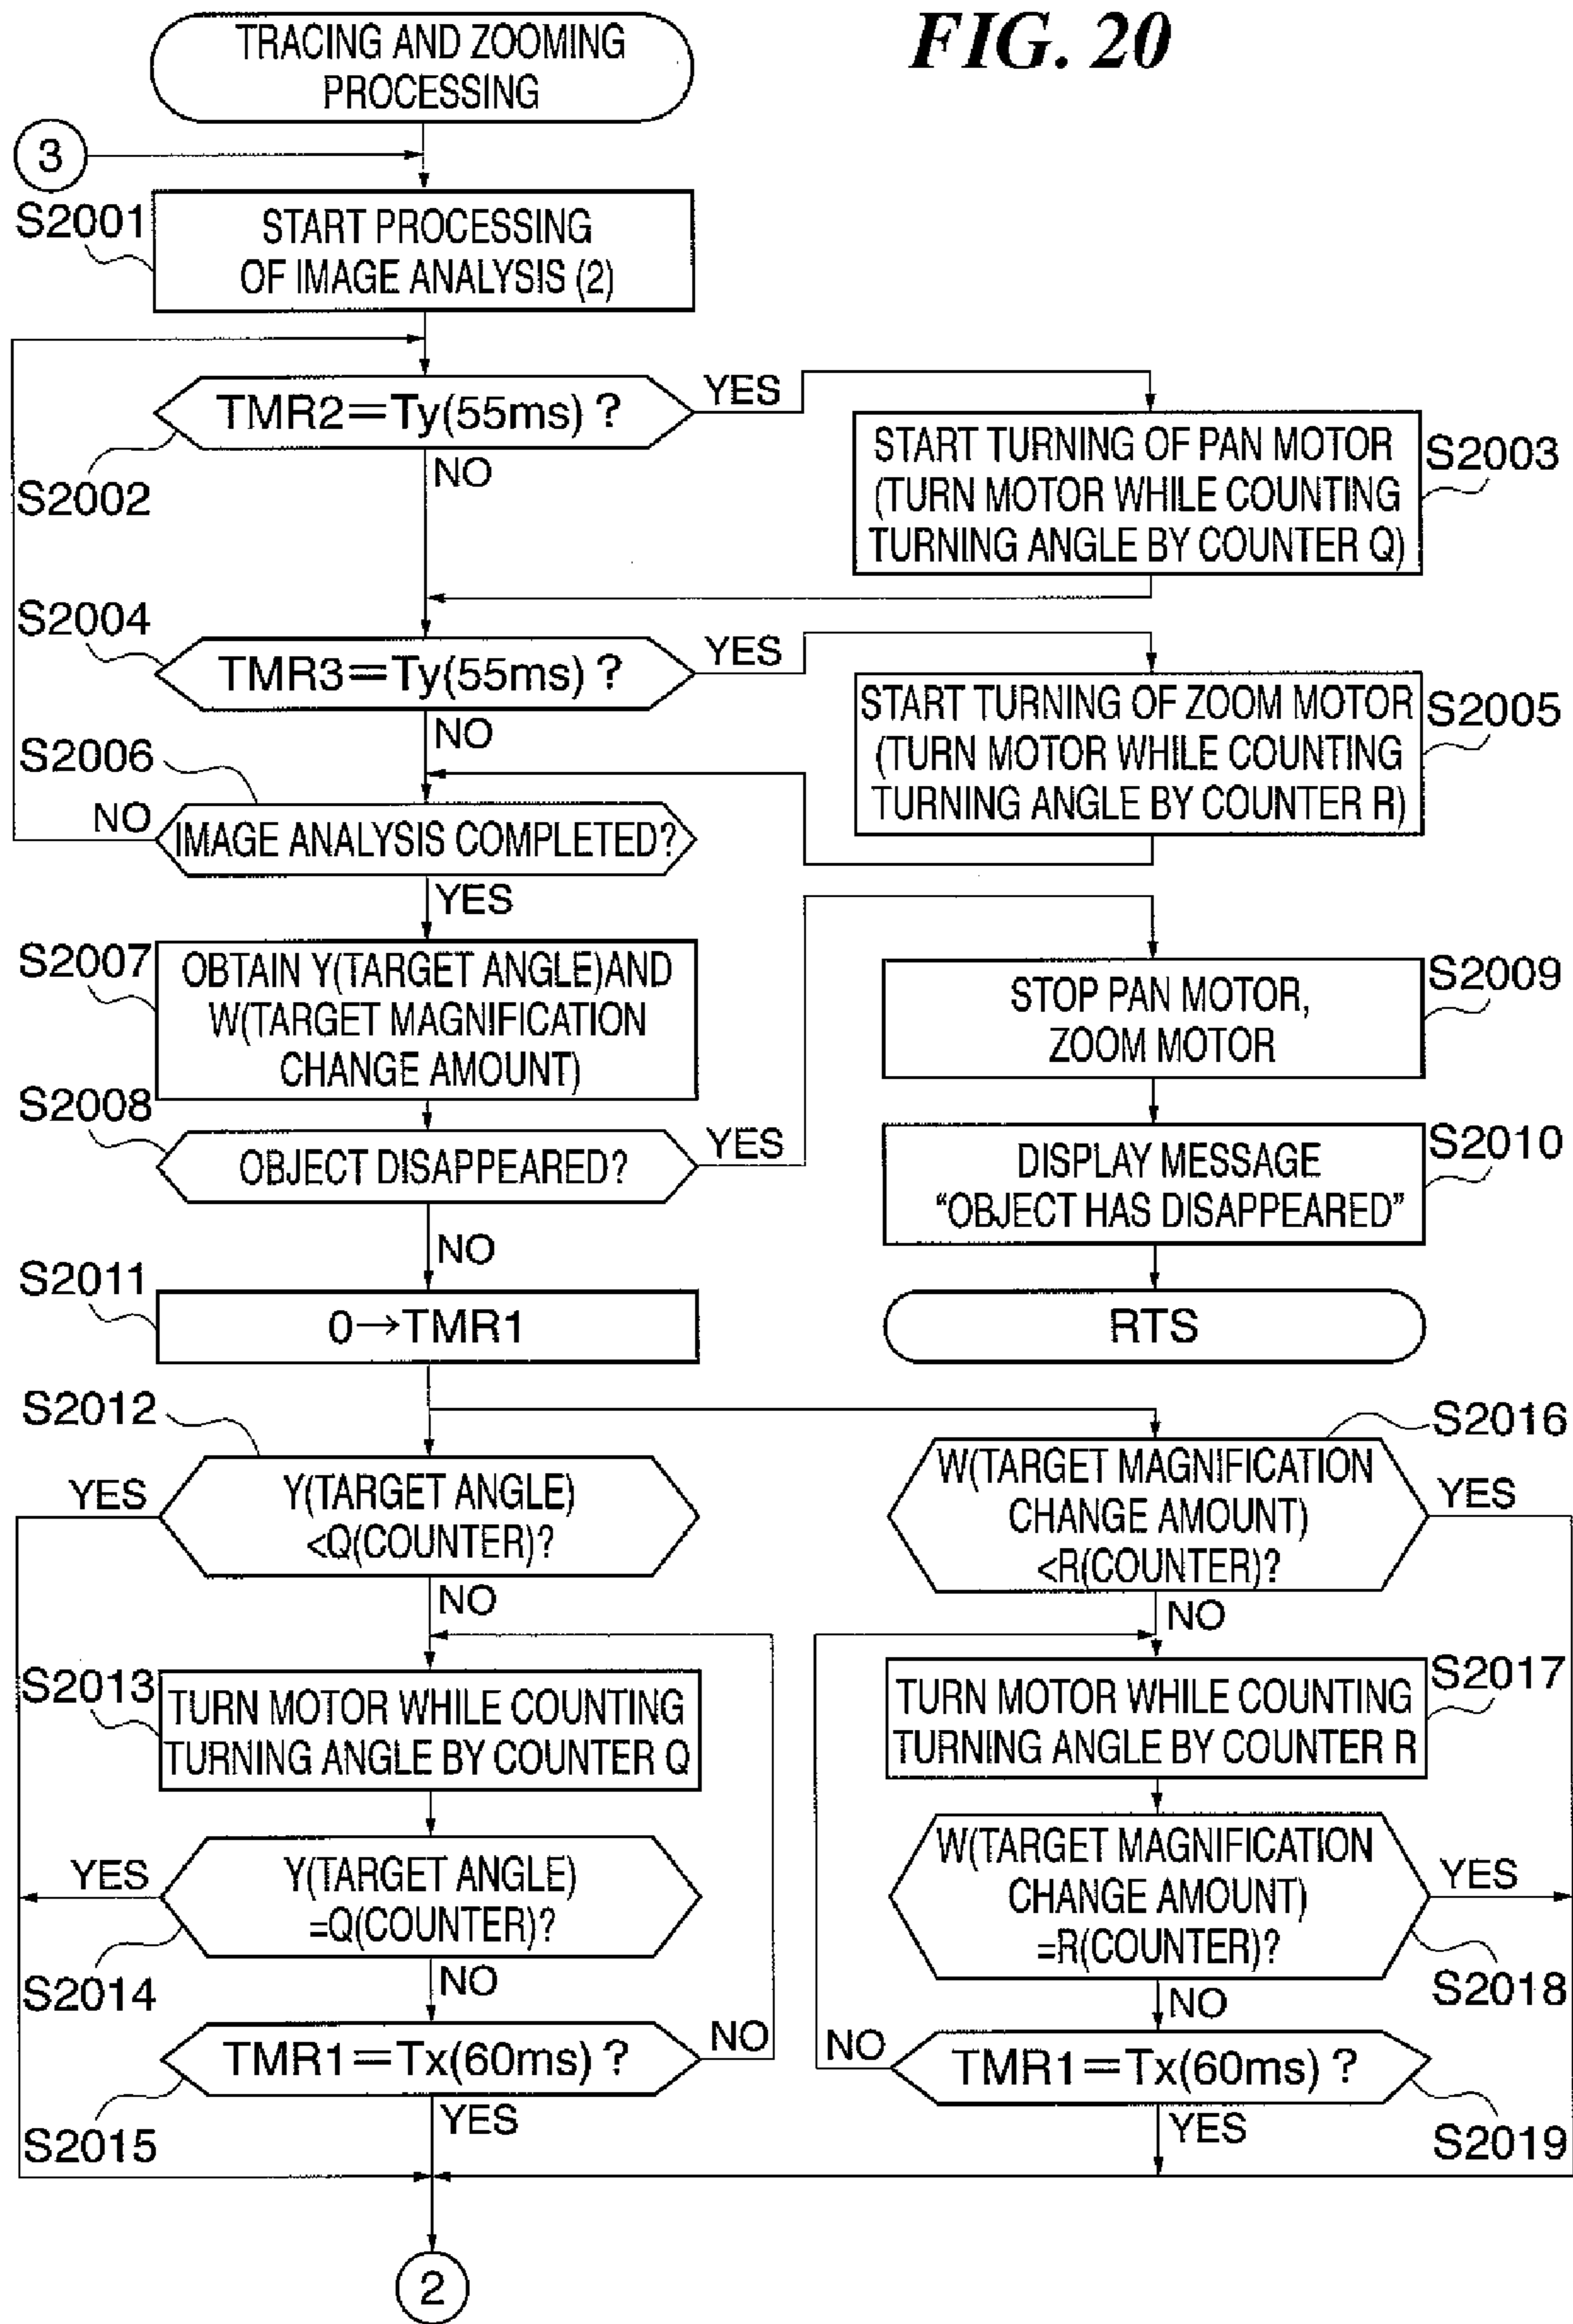 FIG. 20
TRACING AND ZOOMING
PROCESSING
3
S2001
START PROCESSING
OF IMAGE ANALYSIS (2)
TMR2=Ty(55ms)?
YES
NO
S2002
START TURNING OF PAN MOTOR
(TURN MOTOR WHILE COUNTING
TURNING ANGLE BY COUNTER Q)
S2003
S2004
TMR3=Ty(55ms)?
YES
NO
START TURNING OF ZOOM MOTOR
(TURN MOTOR WHILE COUNTING
TURNING ANGLE BY COUNTER R)
S2005
S2006
NO
IMAGE ANALYSIS COMPLETED?
YES
S2007
OBTAIN Y(TARGET ANGLE)AND
W(TARGET MAGNIFICATION
CHANGE AMOUNT)
S2008
OBJECT DISAPPEARED?
YES
NO
STOP PAN MOTOR,
ZOOM MOTOR
S2009
DISPLAY MESSAGE
“OBJECT HAS DISAPPEARED”
S2010
RTS
S2011
0→TMR1
S2012
YES
Y(TARGET ANGLE)
<Q(COUNTER)?
NO
S2013
TURN MOTOR WHILE COUNTING
TURNING ANGLE BY COUNTER Q
YES
Y(TARGET ANGLE)
=Q(COUNTER)?
NO
S2014
TMR1=Tx(60ms)?
NO
YES
S2015
S2016
W(TARGET MAGNIFICATION
CHANGE AMOUNT)
<R(COUNTER)?
YES
NO
S2017
TURN MOTOR WHILE COUNTING
TURNING ANGLE BY COUNTER R
W(TARGET MAGNIFICATION
CHANGE AMOUNT)
=R(COUNTER)?
YES
NO
S2018
NO
TMR1=Tx(60ms)?
YES
S2019
2